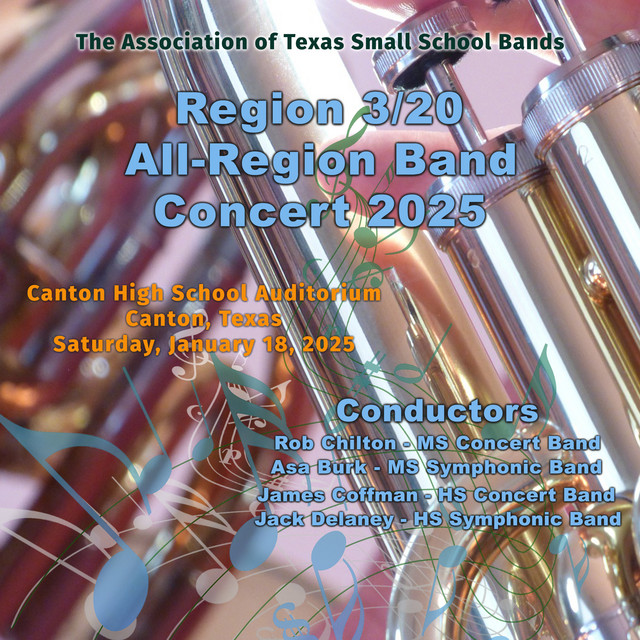 The Association of Texas Small School Bands
Region 3/20
All-Region Band
Concert 2025
Canton High School Auditorium
Canton, Texas
Saturday, January 18, 2025
Conductors
Rob Chilton - MS Concert Band
Asa Burk - MS Symphonic Band
James Coffman - HS Concert Band
Jack Delaney - HS Symphonic Band